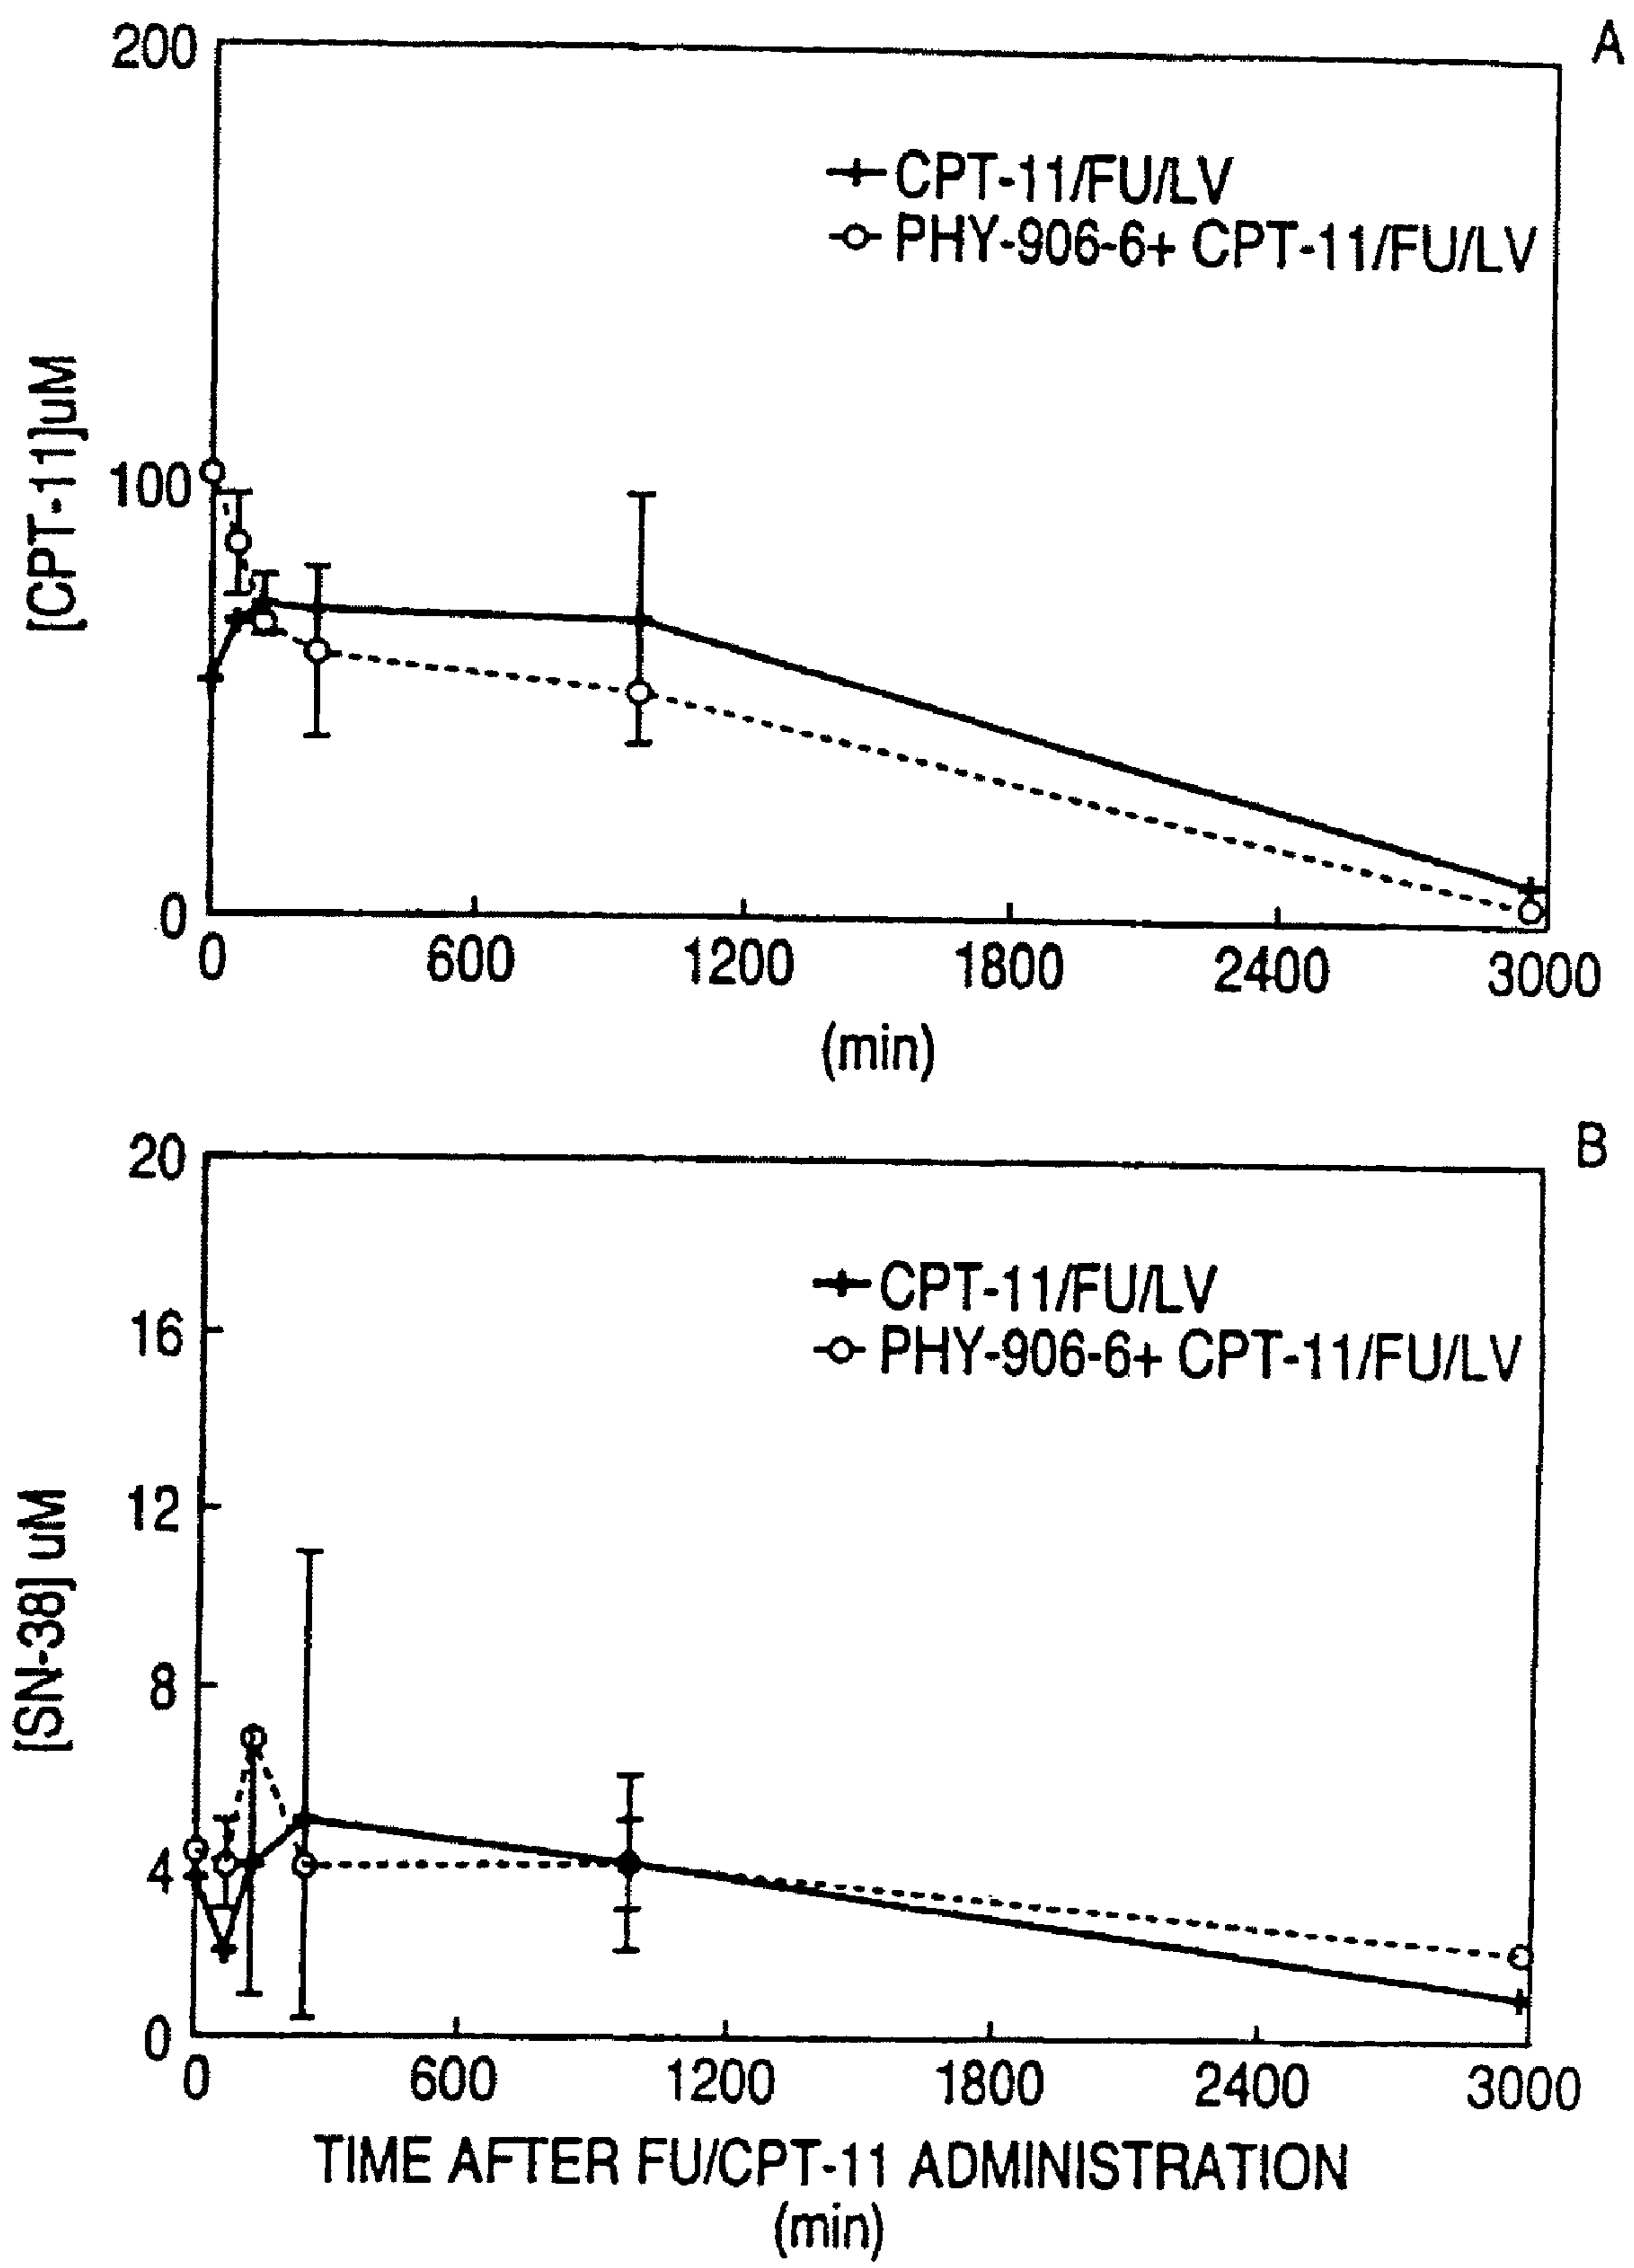 A
200
CPT-11/FU/LV
PHY-906-6+ CPT-11/FU/LV
[CPT-11]uM
100
0
0 600 1200 1800 2400 3000
(min)
B
20
CPT-11/FU/LV
16
PHY-906-6+ CPT-11/FU/LV
12
[SN-38] uM
8
4
0
0 600 1200 1800 2400 3000
TIME AFTER FU/CPT-11 ADMINISTRATION
(min)